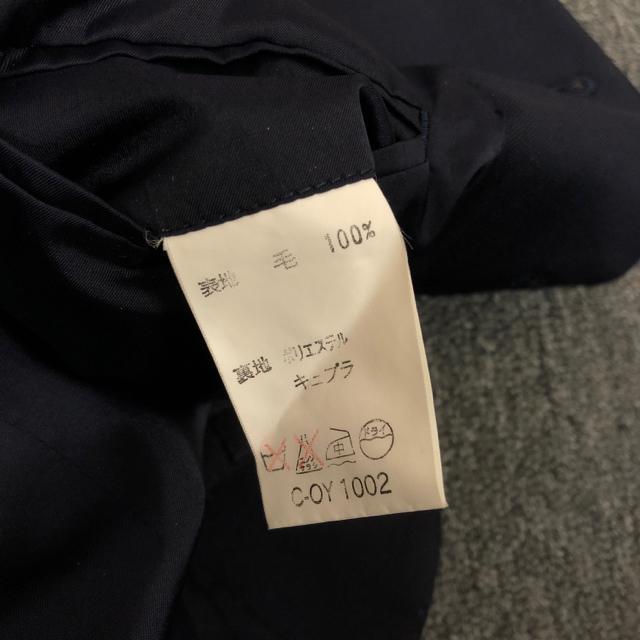 表地 毛 100%
裏地 ポリエステル
キュプラ
中 ドライ
C-OY 1002